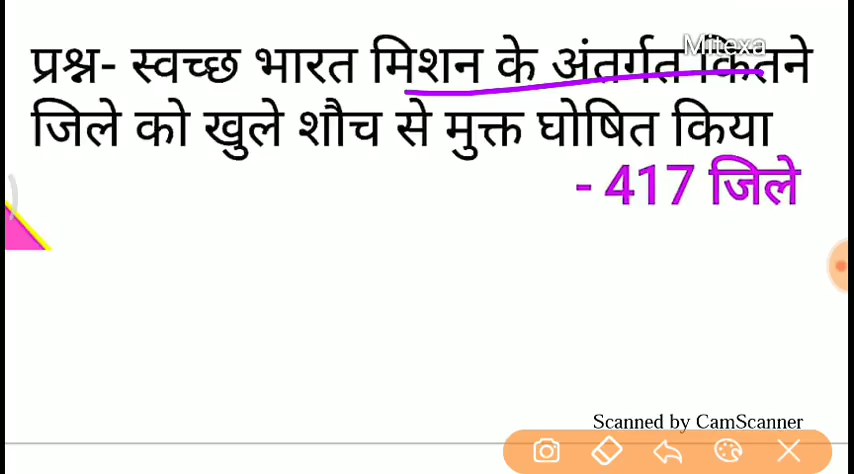 Mitexa
प्रश्न- स्वच्छ भारत मिशन के अंतर्गत कितने
जिले को खुले शौच से मुक्त घोषित किया
- 417 जिले
Scanned by CamScanner